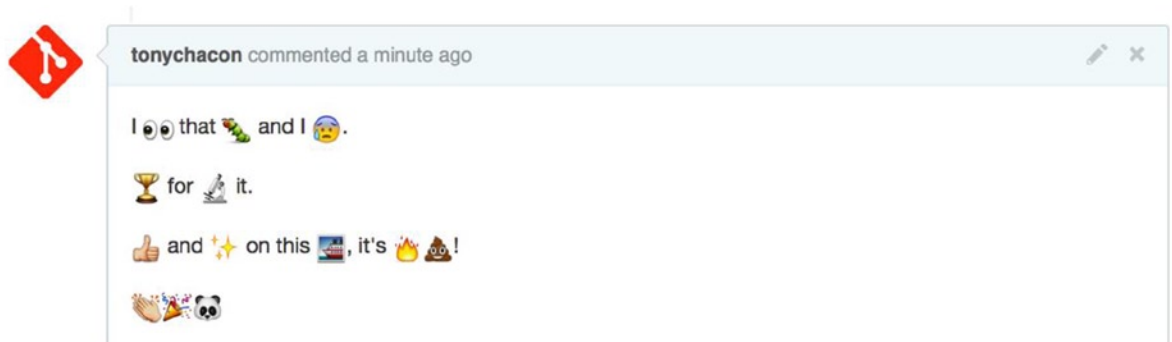 tonychacon commented a minute ago
I 👀 that 🐛 and I 😰.
🏆 for 🔬 it.
👍 and ✨ on this 🚢, it's 🔥💩!
👏🎉🐼